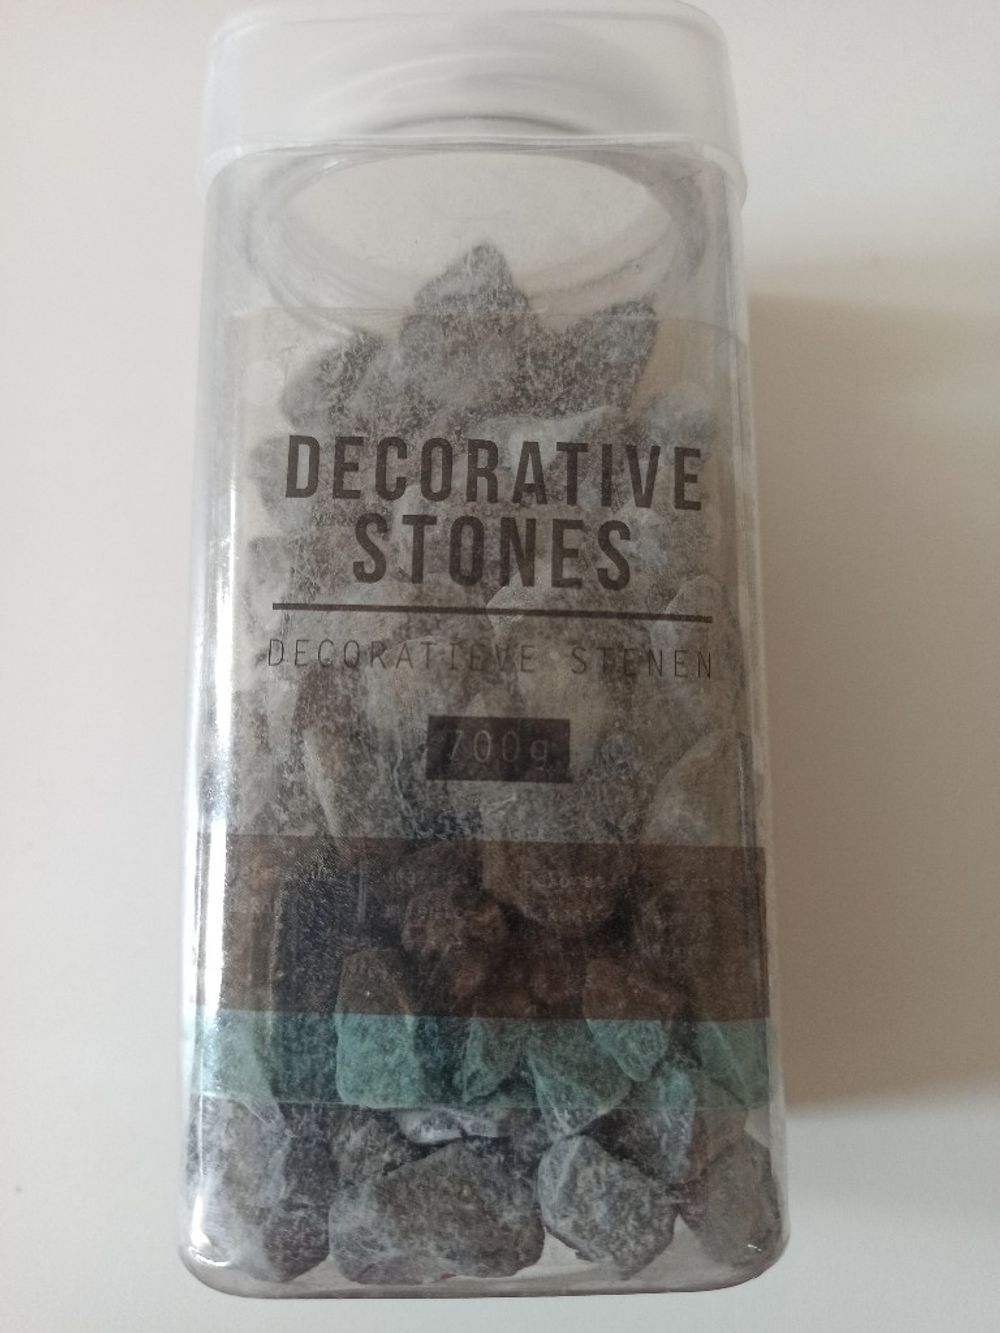 DECORATIVE
STONES
DECORATIEVE STENEN
700g